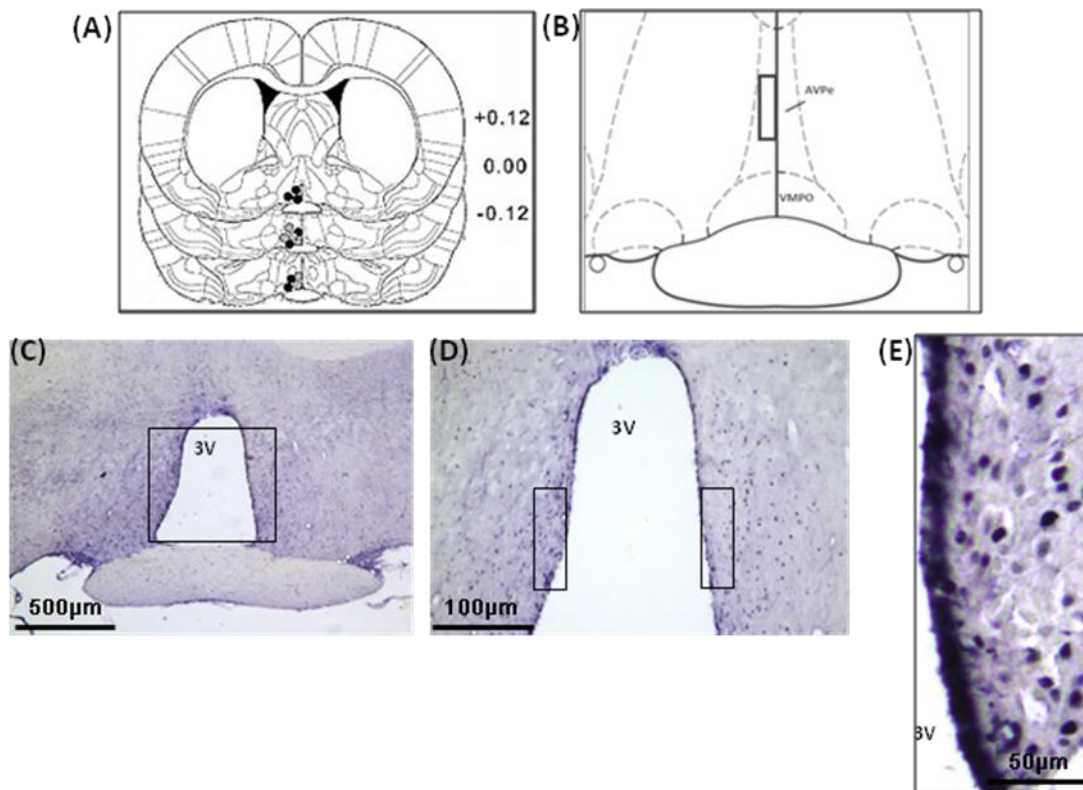 (A)
+0.12
0.00
-0.12
(B)
AVPe
VMPO
(C)
3V
500µm
(D)
3V
100µm
(E)
3V
50µm